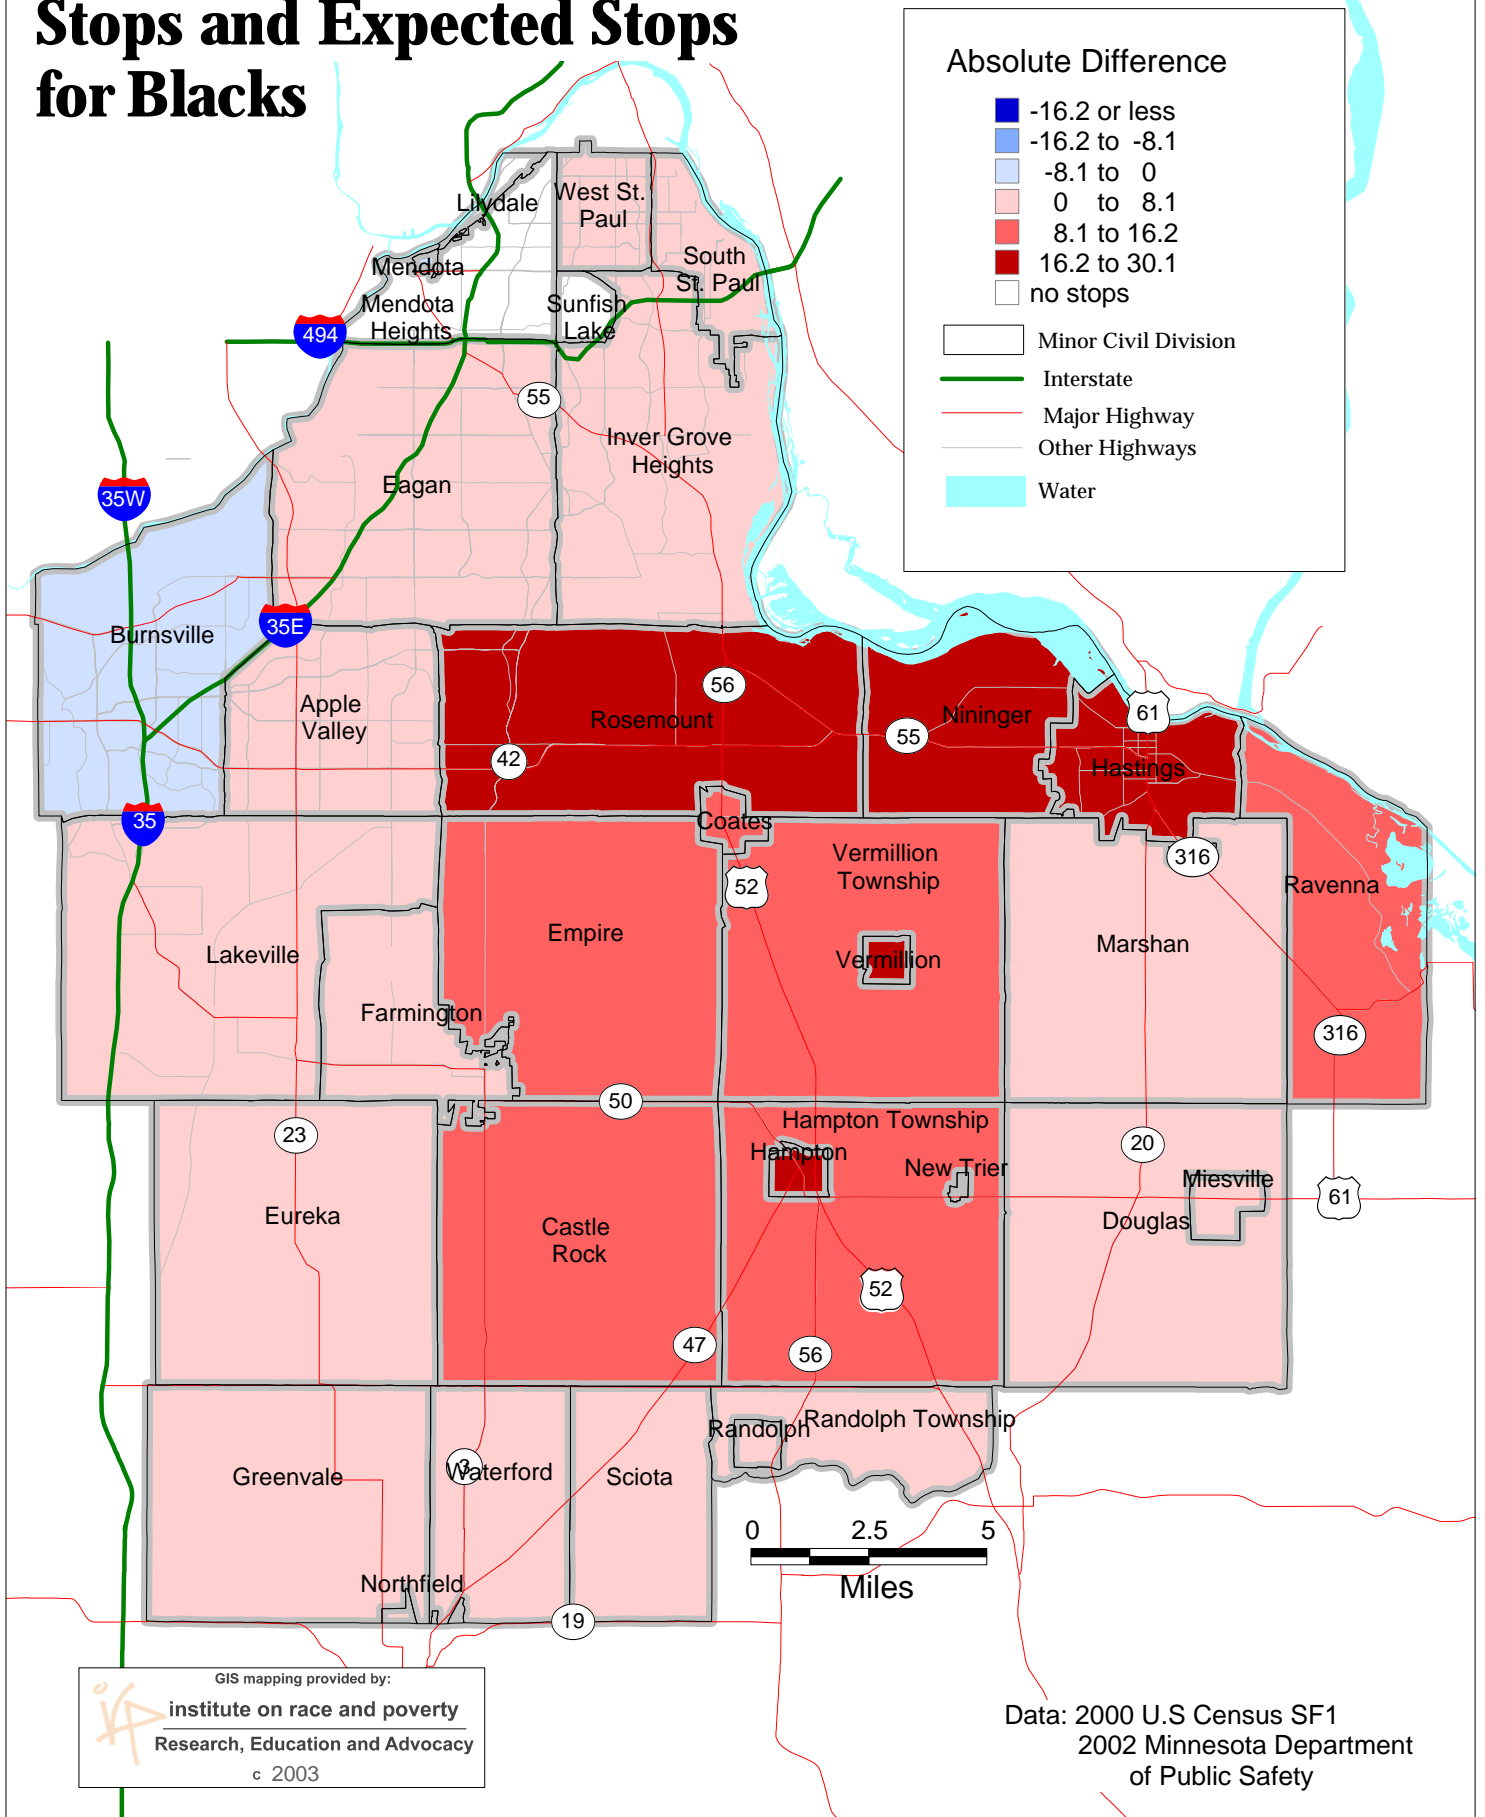 Stops and Expected Stops
for Blacks
Absolute Difference
-16.2 or less
-16.2 to -8.1
-8.1 to 0
0 to 8.1
8.1 to 16.2
16.2 to 30.1
no stops
Minor Civil Division
Interstate
Major Highway
Other Highways
Water
Lilydale
West St.
Paul
South
St. Paul
Mendota
Mendota
Heights
Sunfish
Lake
494
55
Inver Grove
Heights
Eagan
35W
35E
Burnsville
Apple
Valley
56
Rosemount
42
Nininger
55
61
Hastings
35
Coates
Vermillion
Township
316
52
Ravenna
Empire
Marshan
Lakeville
Vermillion
Farmington
316
50
23
Hampton Township
Hampton
New Trier
20
Miesville
61
Eureka
Castle
Rock
Douglas
52
47
56
Randolph
Randolph Township
Greenvale
3
Waterford
Sciota
0 2.5 5
Miles
Northfield
19
GIS mapping provided by:
irp
institute on race and poverty
Research, Education and Advocacy
c 2003
Data: 2000 U.S Census SF1
2002 Minnesota Department
of Public Safety